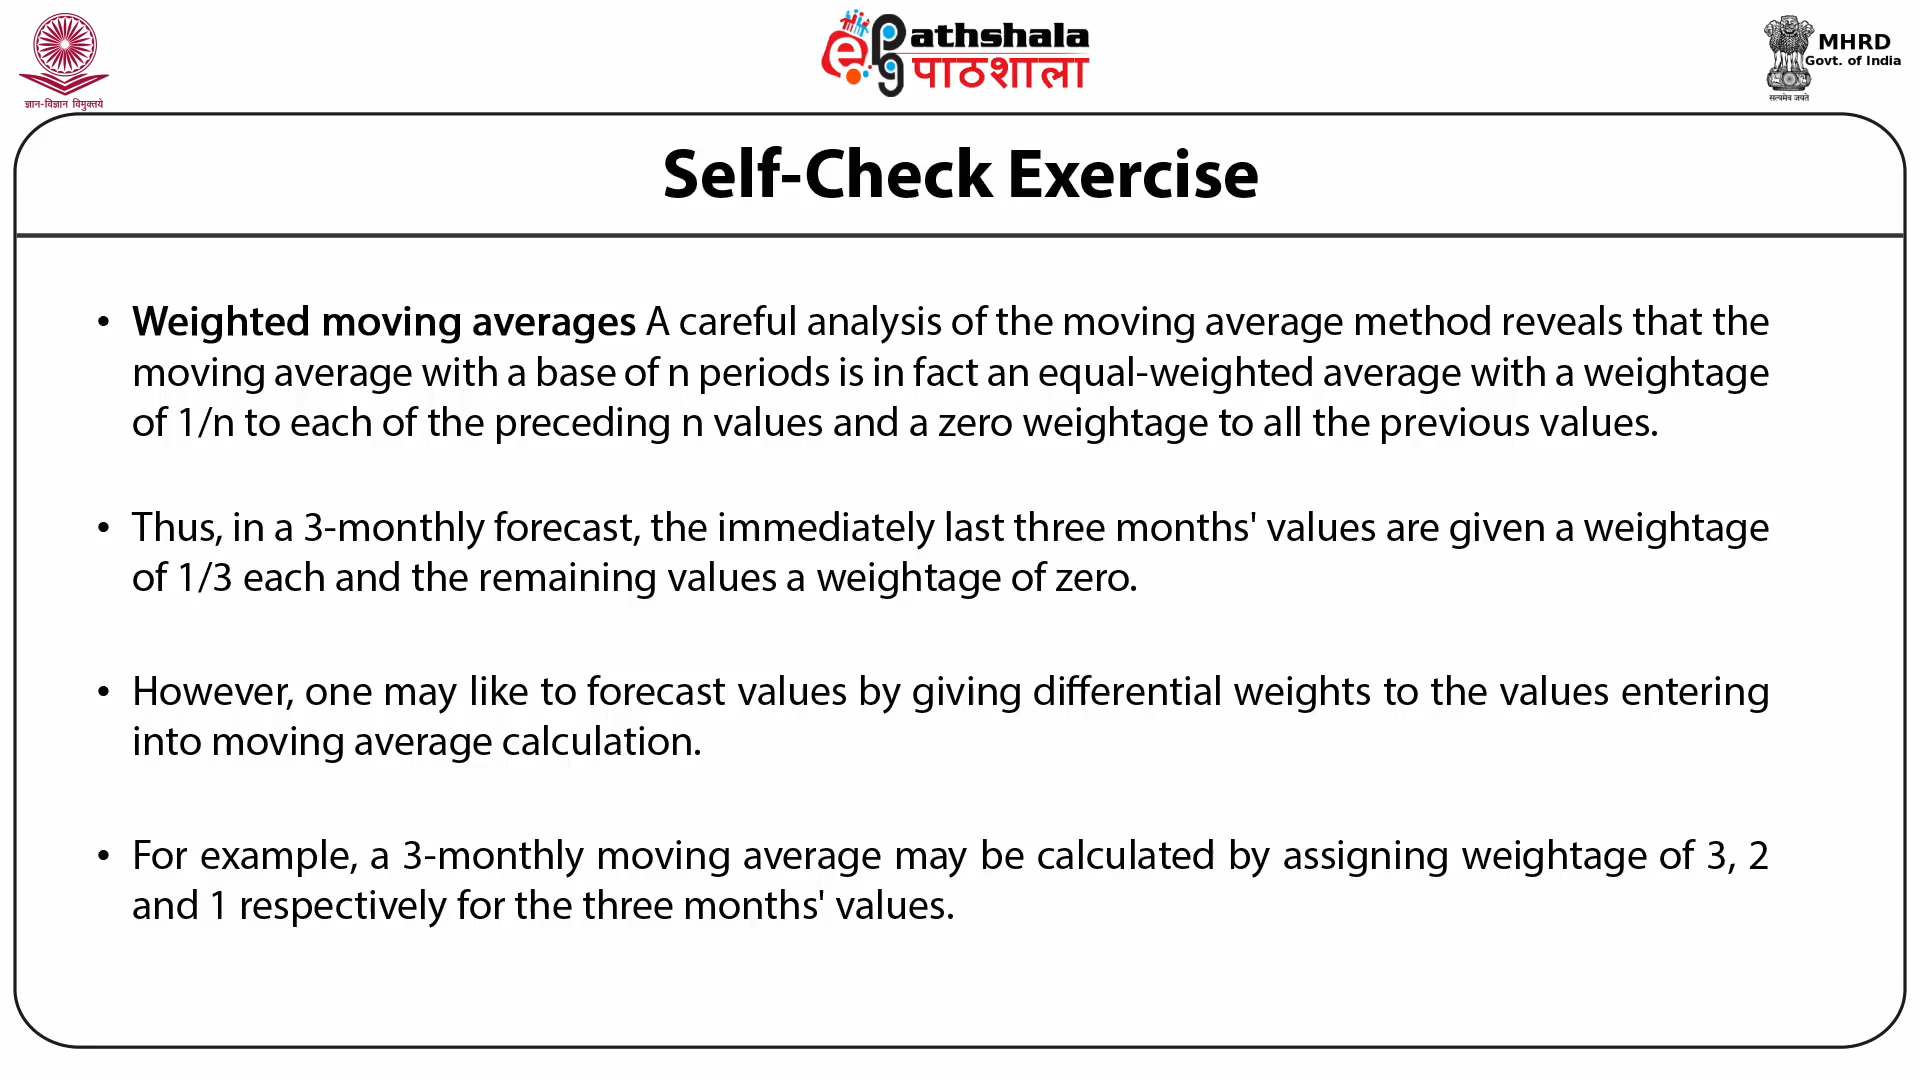 ज्ञान-विज्ञान विमुक्तये
e Pg Pathshala
पाठशाला
MHRD
Govt. of India
सत्यमेव जयते
Self-Check Exercise
• Weighted moving averages A careful analysis of the moving average method reveals that the
moving average with a base of n periods is in fact an equal-weighted average with a weightage
of 1/n to each of the preceding n values and a zero weightage to all the previous values.
• Thus, in a 3-monthly forecast, the immediately last three months' values are given a weightage
of 1/3 each and the remaining values a weightage of zero.
• However, one may like to forecast values by giving differential weights to the values entering
into moving average calculation.
• For example, a 3-monthly moving average may be calculated by assigning weightage of 3, 2
and 1 respectively for the three months' values.